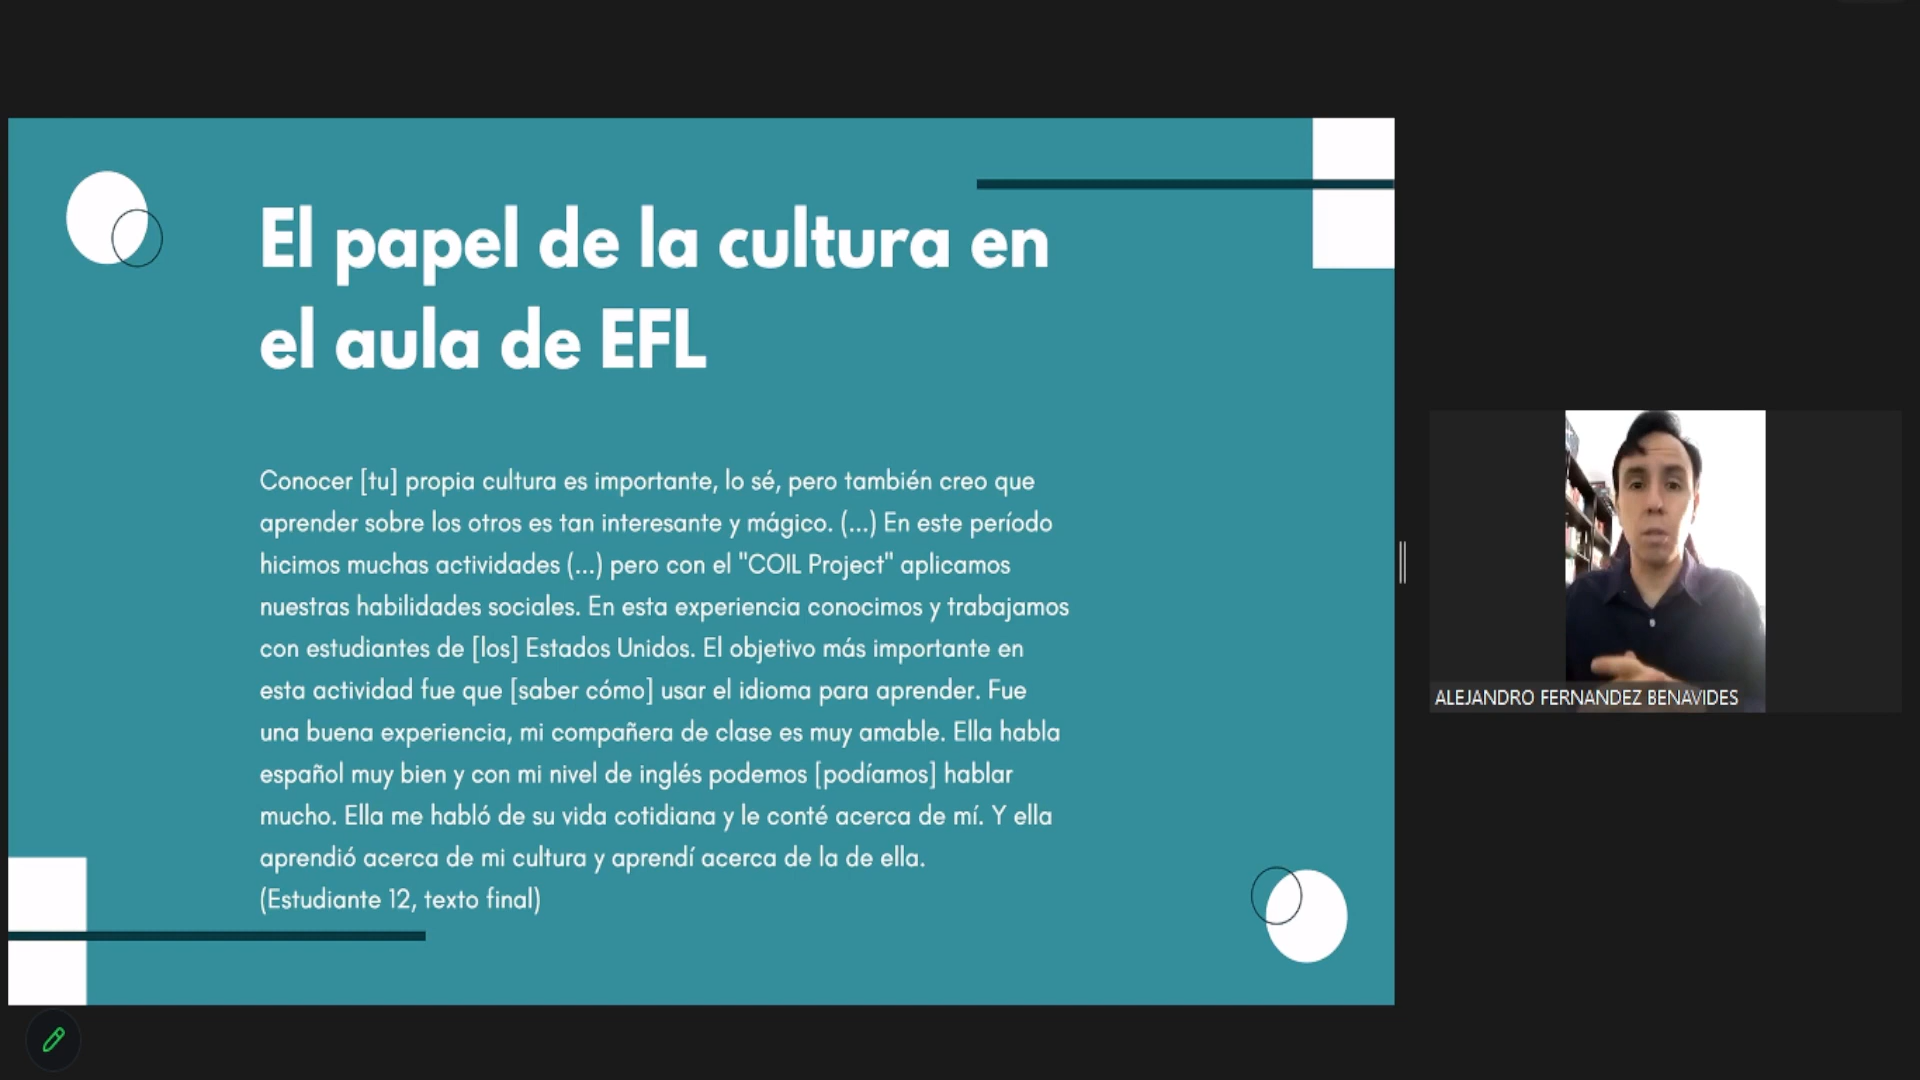 El papel de la cultura en
el aula de EFL
Conocer [tu] propia cultura es importante, lo sé, pero también creo que
aprender sobre los otros es tan interesante y mágico. (...) En este período
hicimos muchas actividades (...) pero con el "COIL Project" aplicamos
nuestras habilidades sociales. En esta experiencia conocimos y trabajamos
con estudiantes de [los] Estados Unidos. El objetivo más importante en
esta actividad fue que [saber cómo] usar el idioma para aprender. Fue
una buena experiencia, mi compañera de clase es muy amable. Ella habla
español muy bien y con mi nivel de inglés podemos [podíamos] hablar
mucho. Ella me habló de su vida cotidiana y le conté acerca de mí. Y ella
aprendió acerca de mi cultura y aprendí acerca de la de ella.
(Estudiante 12, texto final)
ALEJANDRO FERNANDEZ BENAVIDES